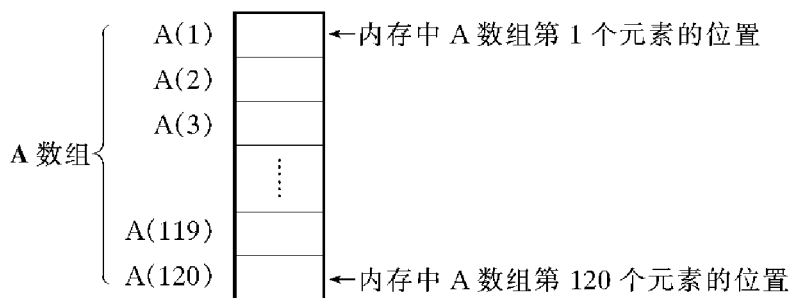 A(1) ←内存中 A 数组第 1 个元素的位置
A(2)
A(3)
A 数组
A(119)
A(120) ←内存中 A 数组第 120 个元素的位置